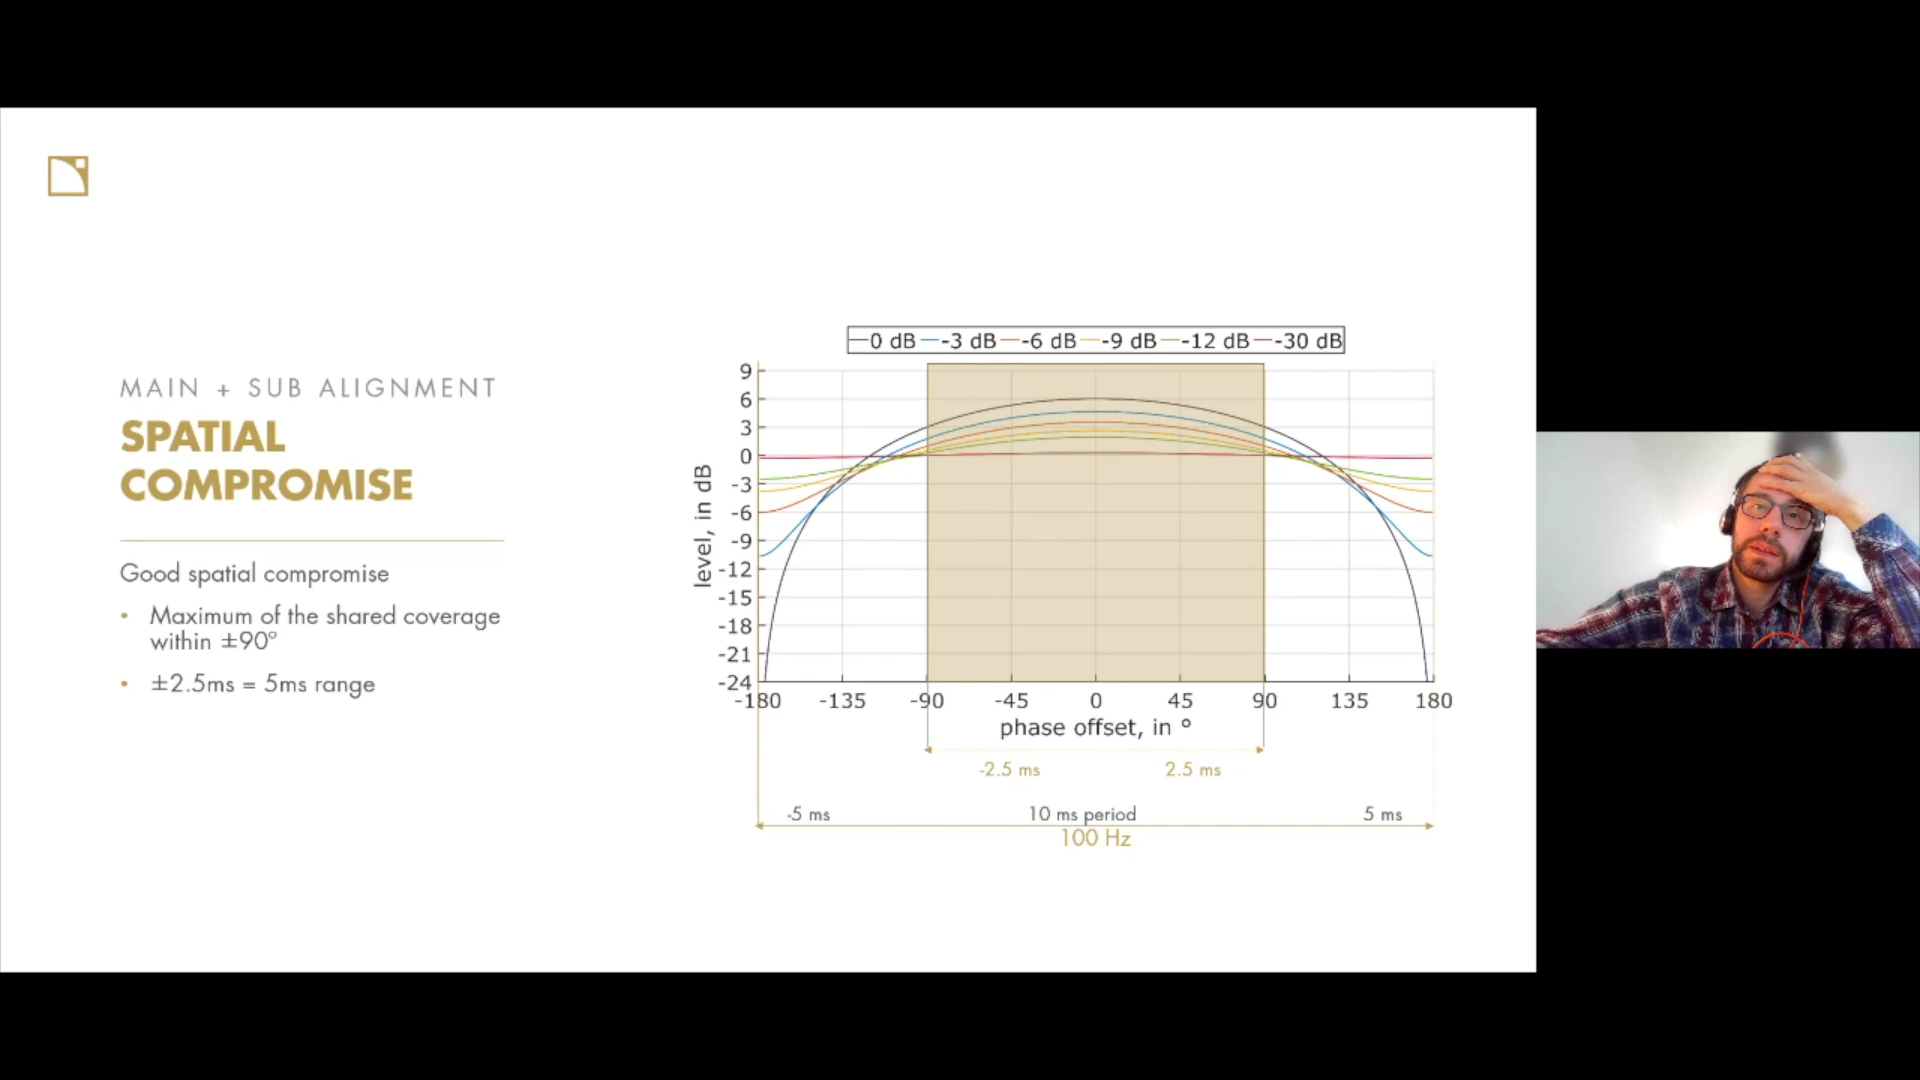 MAIN + SUB ALIGNMENT
SPATIAL
COMPROMISE
Good spatial compromise
• Maximum of the shared coverage
within ±90°
• ±2.5ms = 5ms range
0 dB -3 dB -6 dB -9 dB -12 dB -30 dB
level, in dB
9
6
3
0
-3
-6
-9
-12
-15
-18
-21
-24
-180 -135 -90 -45 0 45 90 135 180
phase offset, in °
-2.5 ms 2.5 ms
-5 ms 10 ms period 5 ms
100 Hz